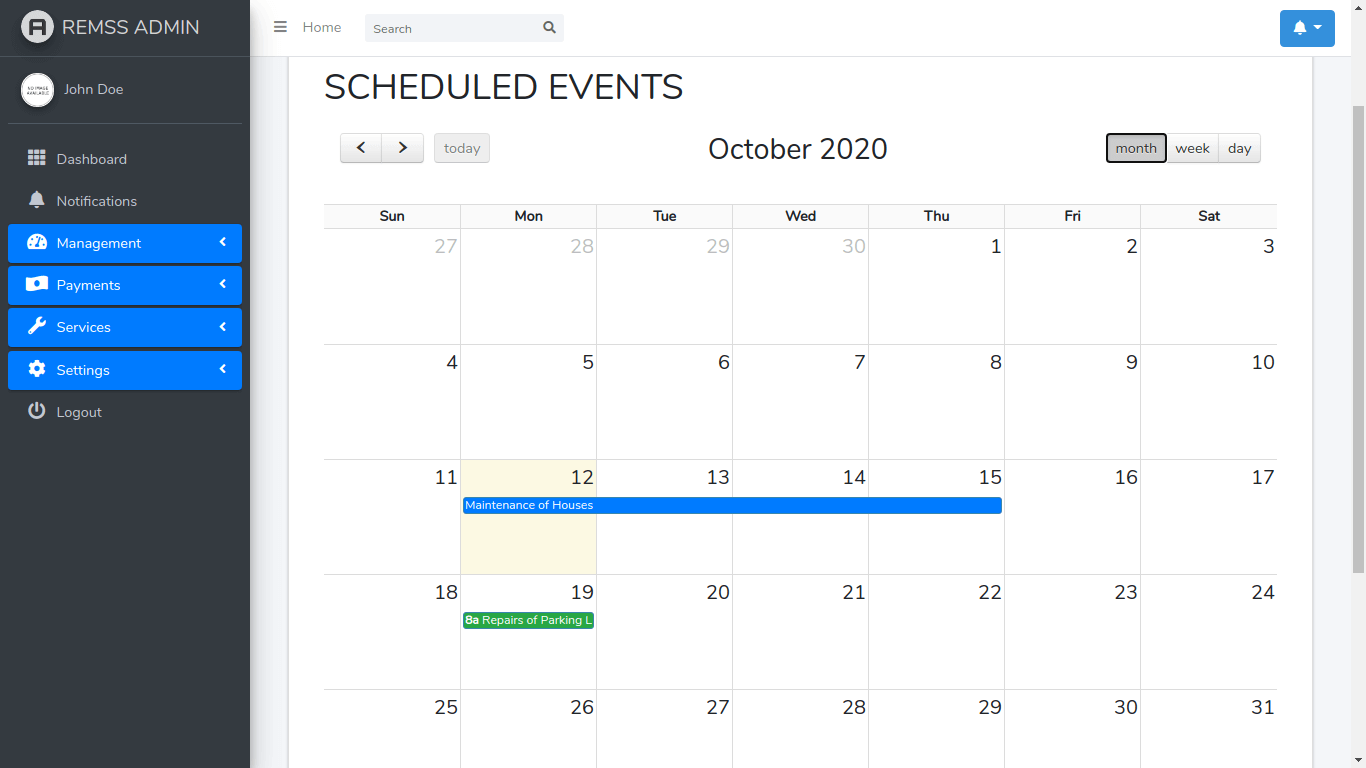 REMSS ADMIN
Home
Search
NO IMAGE
AVAILABLE
John Doe
Dashboard
Notifications
Management
Payments
Services
Settings
Logout
SCHEDULED EVENTS
today
October 2020
month week day
Sun Mon Tue Wed Thu Fri Sat
27 28 29 30 1 2 3
4 5 6 7 8 9 10
11 12 13 14 15 16 17
Maintenance of Houses
18 19 20 21 22 23 24
8a Repairs of Parking L
25 26 27 28 29 30 31